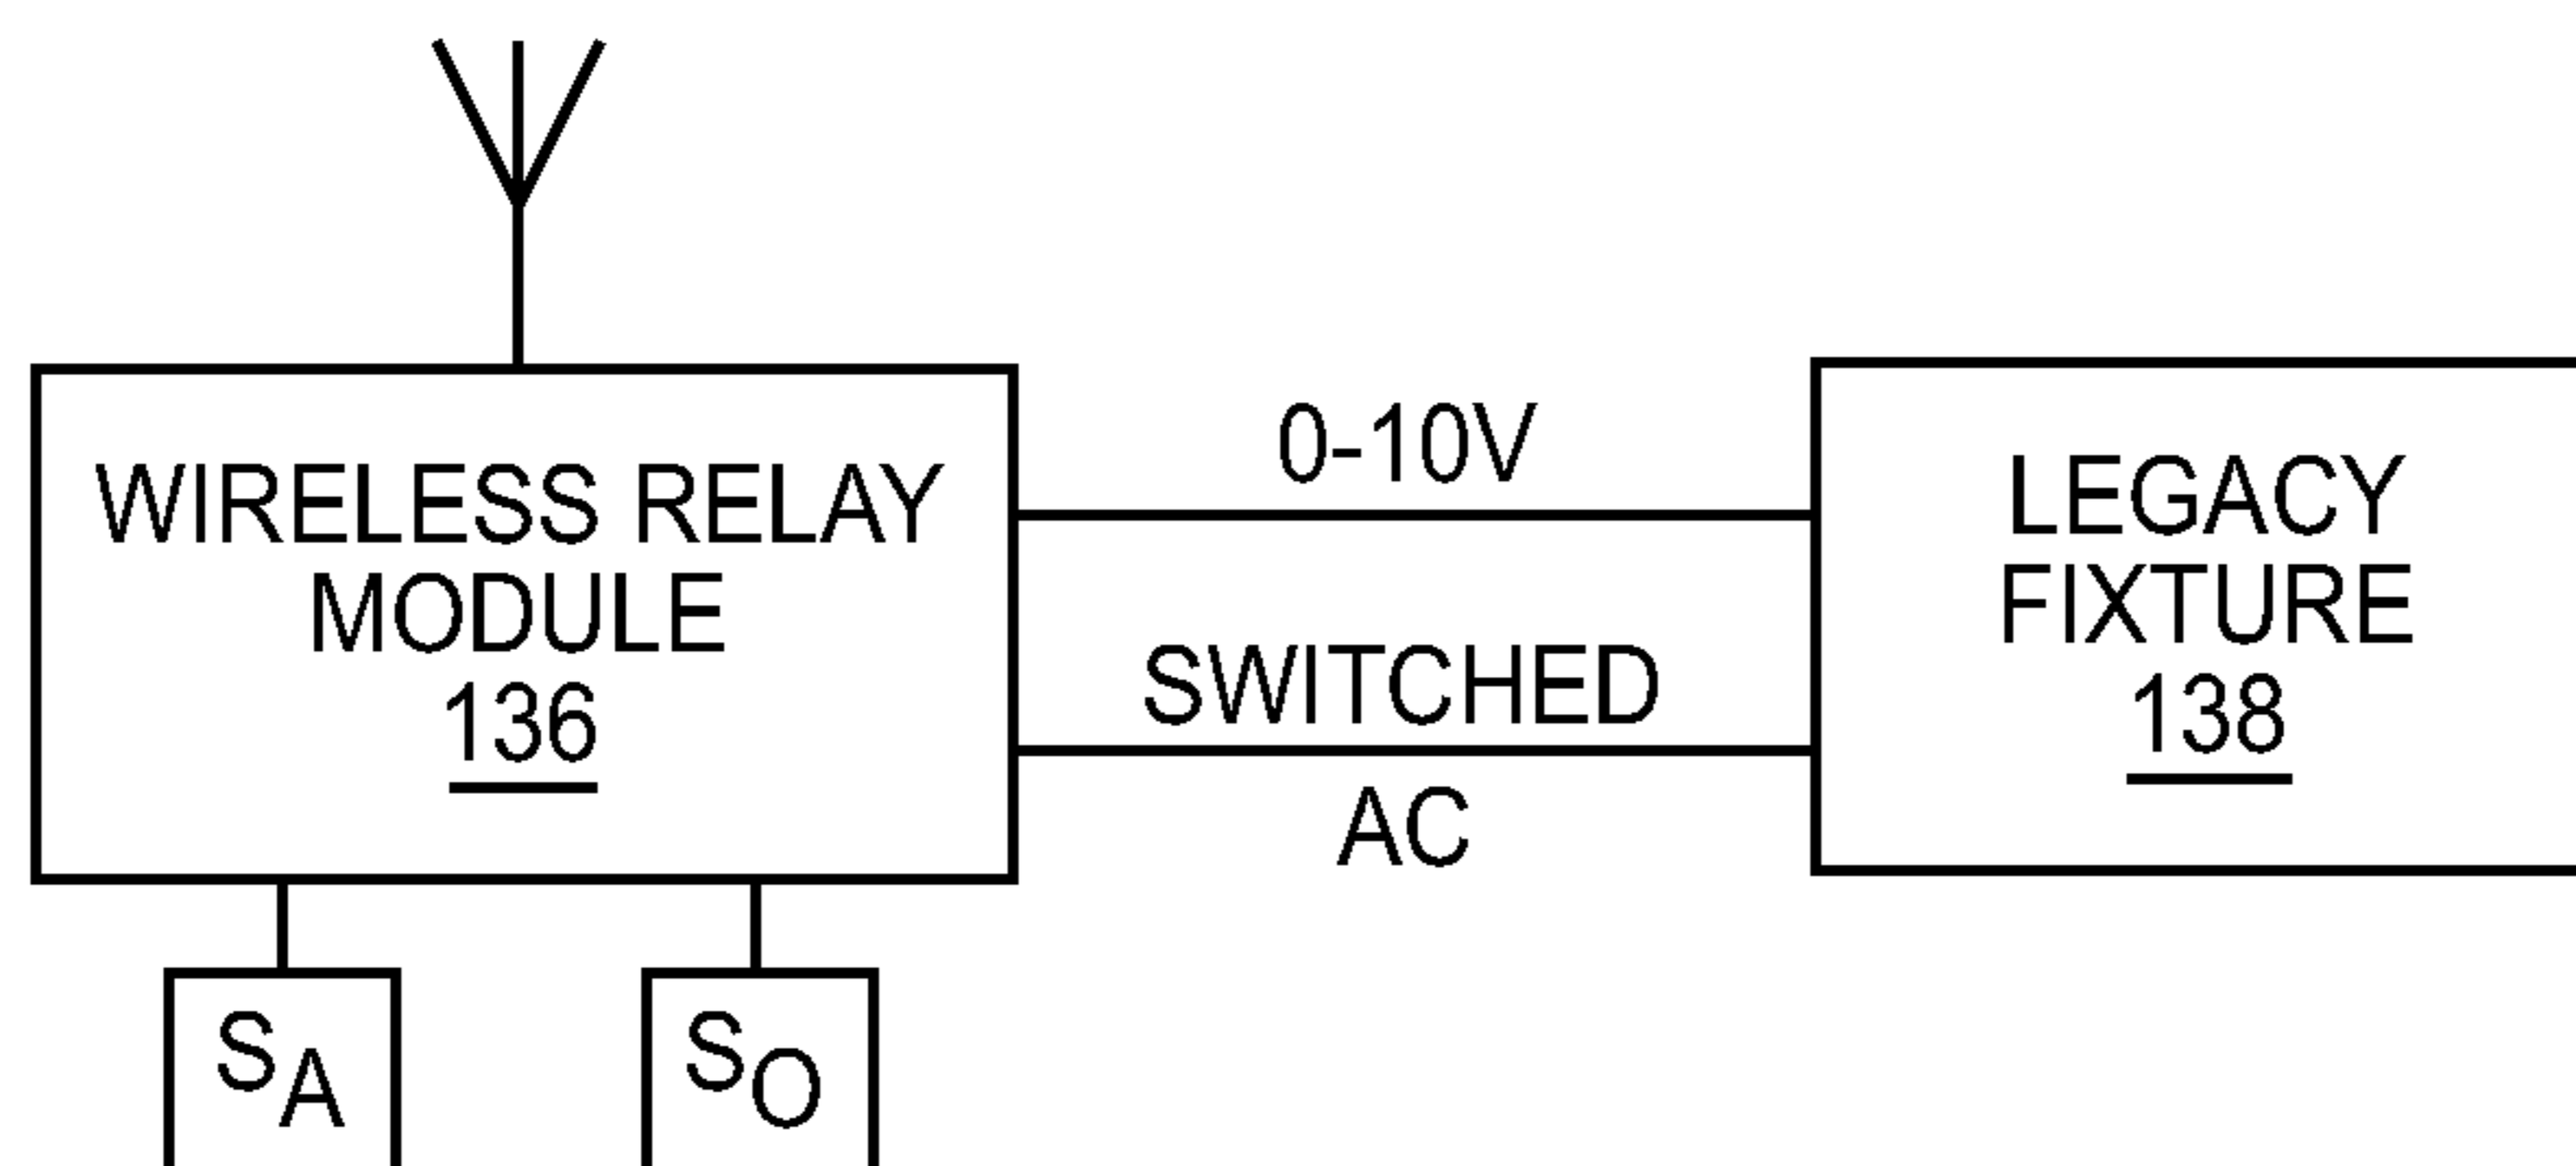 WIRELESS RELAY
MODULE
136
0-10V
SWITCHED
AC
LEGACY
FIXTURE
138
SA
SO